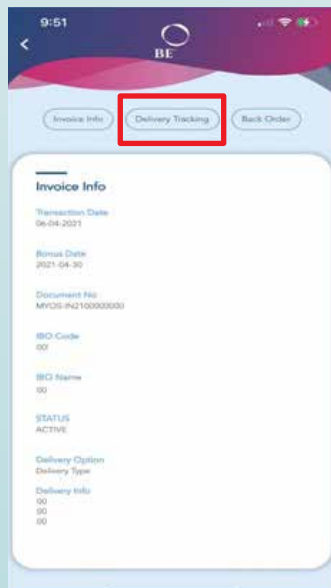 9:51
BE
Invoice Info
Delivery Tracking
Back Order
Invoice Info
Transaction Date
06-04-2021
Bonus Date
2021-04-30
Document No
MYOS-IN2100000000
IBO Code
00
IBO Name
00
STATUS
ACTIVE
Delivery Option
Delivery Type
Delivery Info
00
00
00